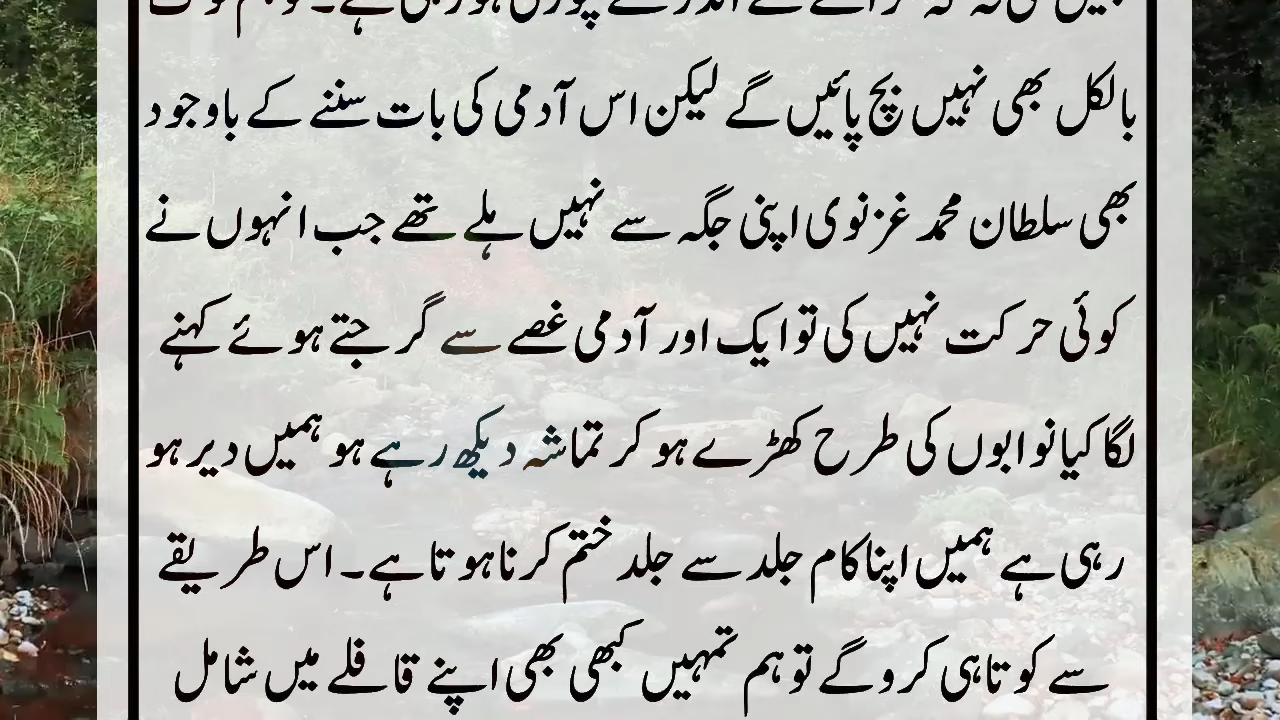 بالکل بھی نہیں بچ پائیں گے لیکن اس آدمی کی بات سننے کے باوجود
بھی سلطان محمد غزنوی اپنی جگہ سے نہیں ہلے تھے جب انہوں نے
کوئی حرکت نہیں کی تو ایک اور آدمی غصے سے گرجتے ہوئے کہنے
لگا کیا نوابوں کی طرح کھڑے ہو کر تماشہ دیکھ رہے ہو ہمیں دیر ہو
رہی ہے ہمیں اپنا کام جلد سے جلد ختم کرنا ہوتا ہے۔ اس طریقے
سے کوتاہی کرو گے تو ہم تمہیں کبھی بھی اپنے قافلے میں شامل